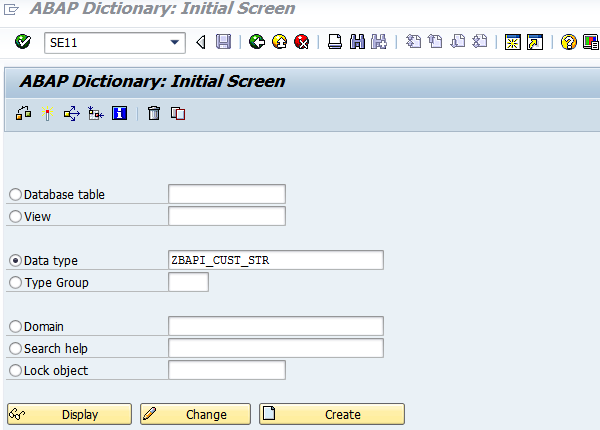 ABAP Dictionary: Initial Screen
SE11
ABAP Dictionary: Initial Screen
Database table
View
Data type ZBAPI_CUST_STR
Type Group
Domain
Search help
Lock object
Display Change Create